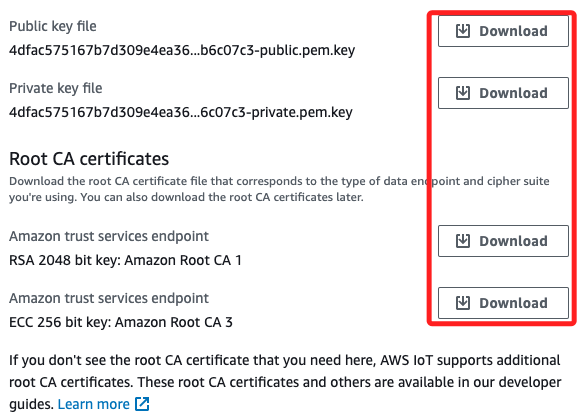 Public key file
Download
4dfac575167b7d309e4ea36...b6c07c3-public.pem.key
Private key file
Download
4dfac575167b7d309e4ea36...6c07c3-private.pem.key
Root CA certificates
Download the root CA certificate file that corresponds to the type of data endpoint and cipher suite
you're using. You can also download the root CA certificates later.
Amazon trust services endpoint
Download
RSA 2048 bit key: Amazon Root CA 1
Amazon trust services endpoint
Download
ECC 256 bit key: Amazon Root CA 3
If you don't see the root CA certificate that you need here, AWS IoT supports additional
root CA certificates. These root CA certificates and others are available in our developer
guides. Learn more